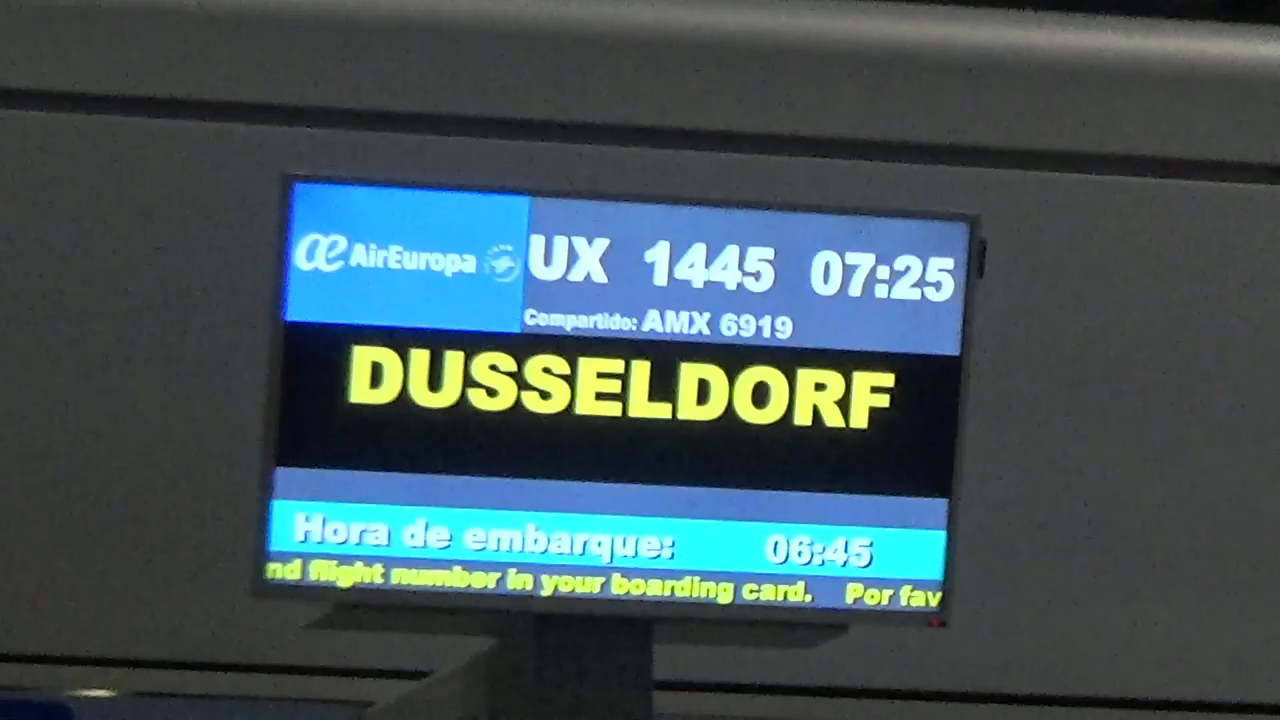 æ AirEuropa UX 1445 07:25
Compartido: AMX 6919
DUSSELDORF
Hora de embarque: 06:45
nd flight number in your boarding card. Por fav